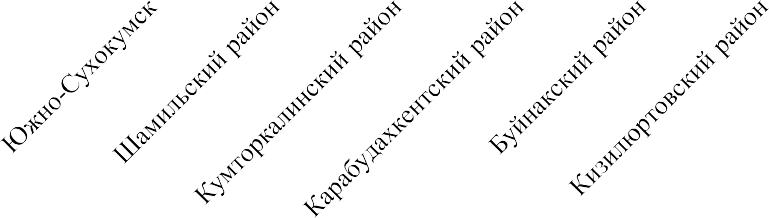 Южно-Сухокумск
Шамильский район
Кумторкалинский район
Карабудахкентский район
Буйнакский район
Кизилюртовский район